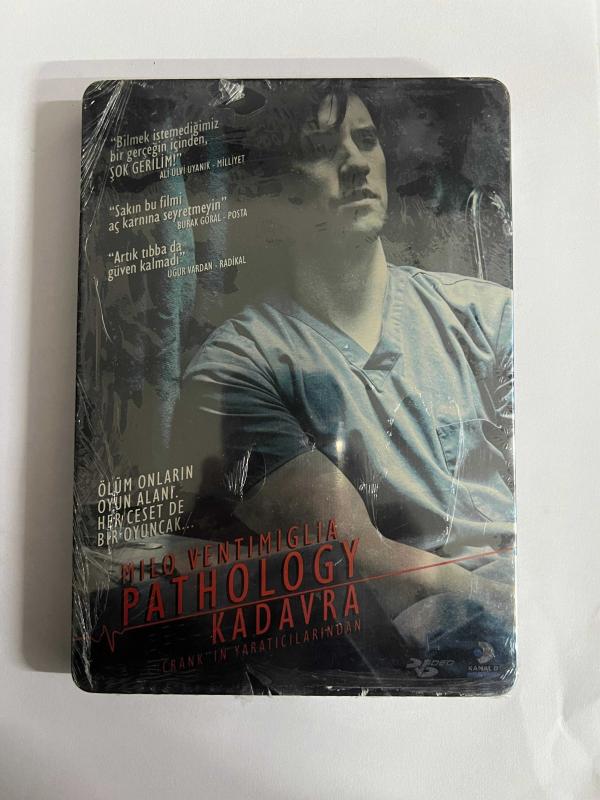 "Bilmek istemediğimiz
bir gerçeğin içinden,
ŞOK GERİLİM!"
ALİ ULVİ UYANIK - MİLLİYET
"Sakın bu filmi
aç karnına seyretmeyin"
BURAK GÖRAL - POSTA
"Artık tıbba da
güven kalmadı"
UĞUR VARDAN - RADİKAL
ÖLÜM ONLARIN
OYUN ALANI.
HER CESET DE
BİR OYUNCAK...
MILO VENTIMIGLIA
PATHOLOGY
KADAVRA
"CRANK"İN YARATICILARINDAN
KANAL D